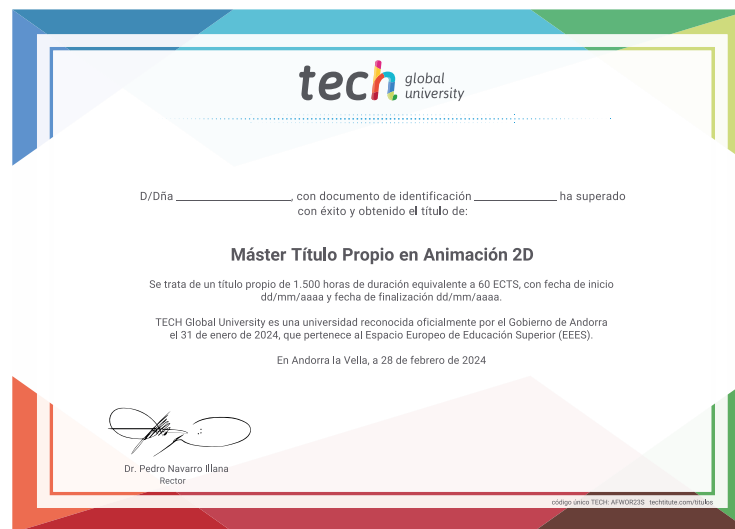 tech global university
D/Dña ____________________, con documento de identificación ______________ ha superado
con éxito y obtenido el título de:
Máster Título Propio en Animación 2D
Se trata de un título propio de 1.500 horas de duración equivalente a 60 ECTS, con fecha de inicio
dd/mm/aaaa y fecha de finalización dd/mm/aaaa.
TECH Global University es una universidad reconocida oficialmente por el Gobierno de Andorra
el 31 de enero de 2024, que pertenece al Espacio Europeo de Educación Superior (EEES).
En Andorra la Vella, a 28 de febrero de 2024
Dr. Pedro Navarro Illana
Rector
código único TECH: AFWOR23S techtitute.com/titulos